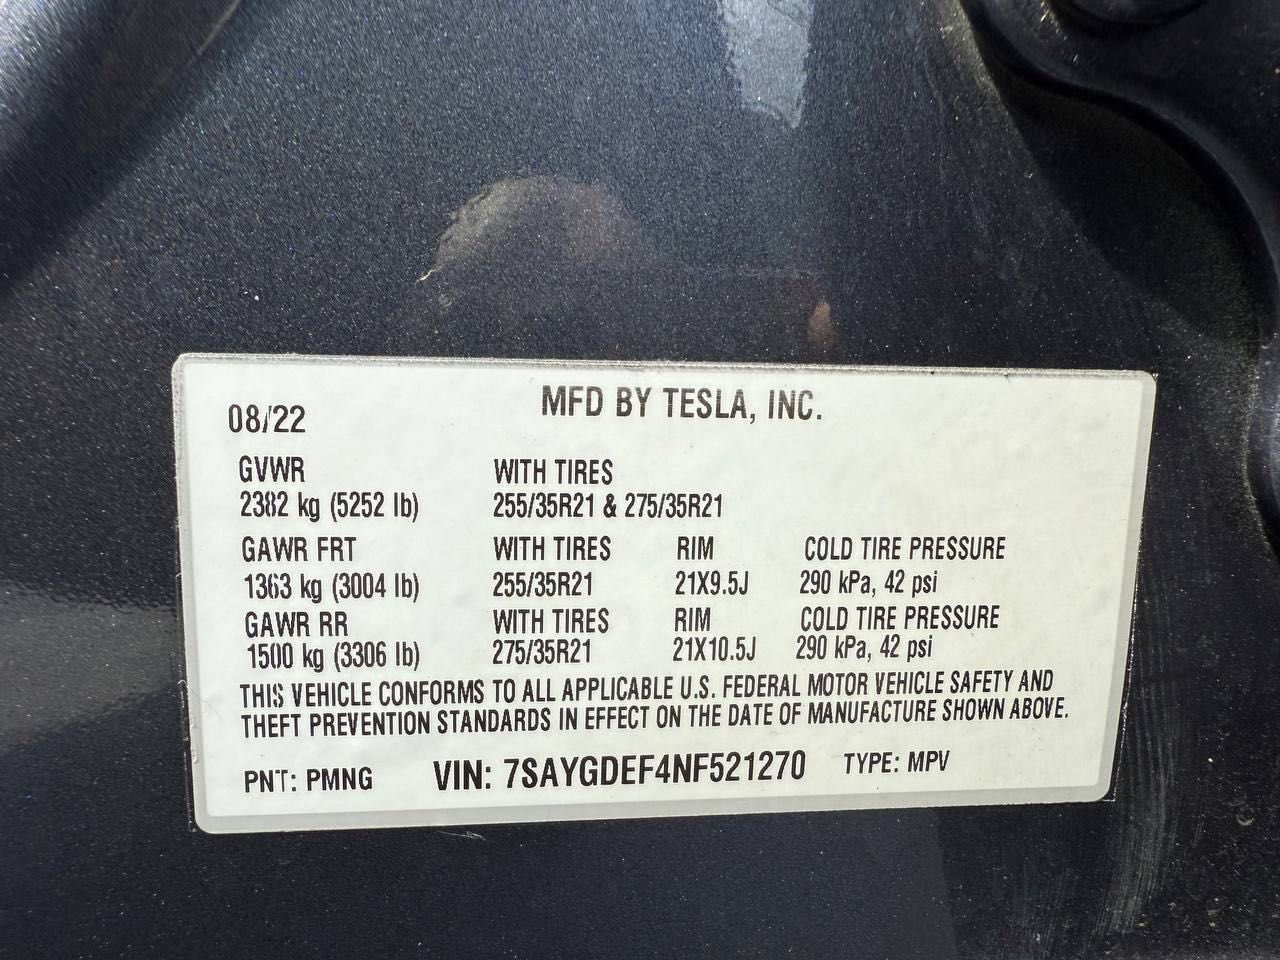 MFD BY TESLA, INC.
08/22
GVWR WITH TIRES
2382 kg (5252 lb) 255/35R21 & 275/35R21
GAWR FRT WITH TIRES RIM COLD TIRE PRESSURE
1363 kg (3004 lb) 255/35R21 21X9.5J 290 kPa, 42 psi
GAWR RR WITH TIRES RIM COLD TIRE PRESSURE
1500 kg (3306 lb) 275/35R21 21X10.5J 290 kPa, 42 psi
THIS VEHICLE CONFORMS TO ALL APPLICABLE U.S. FEDERAL MOTOR VEHICLE SAFETY AND
THEFT PREVENTION STANDARDS IN EFFECT ON THE DATE OF MANUFACTURE SHOWN ABOVE.
PNT: PMNG VIN: 7SAYGDEF4NF521270 TYPE: MPV